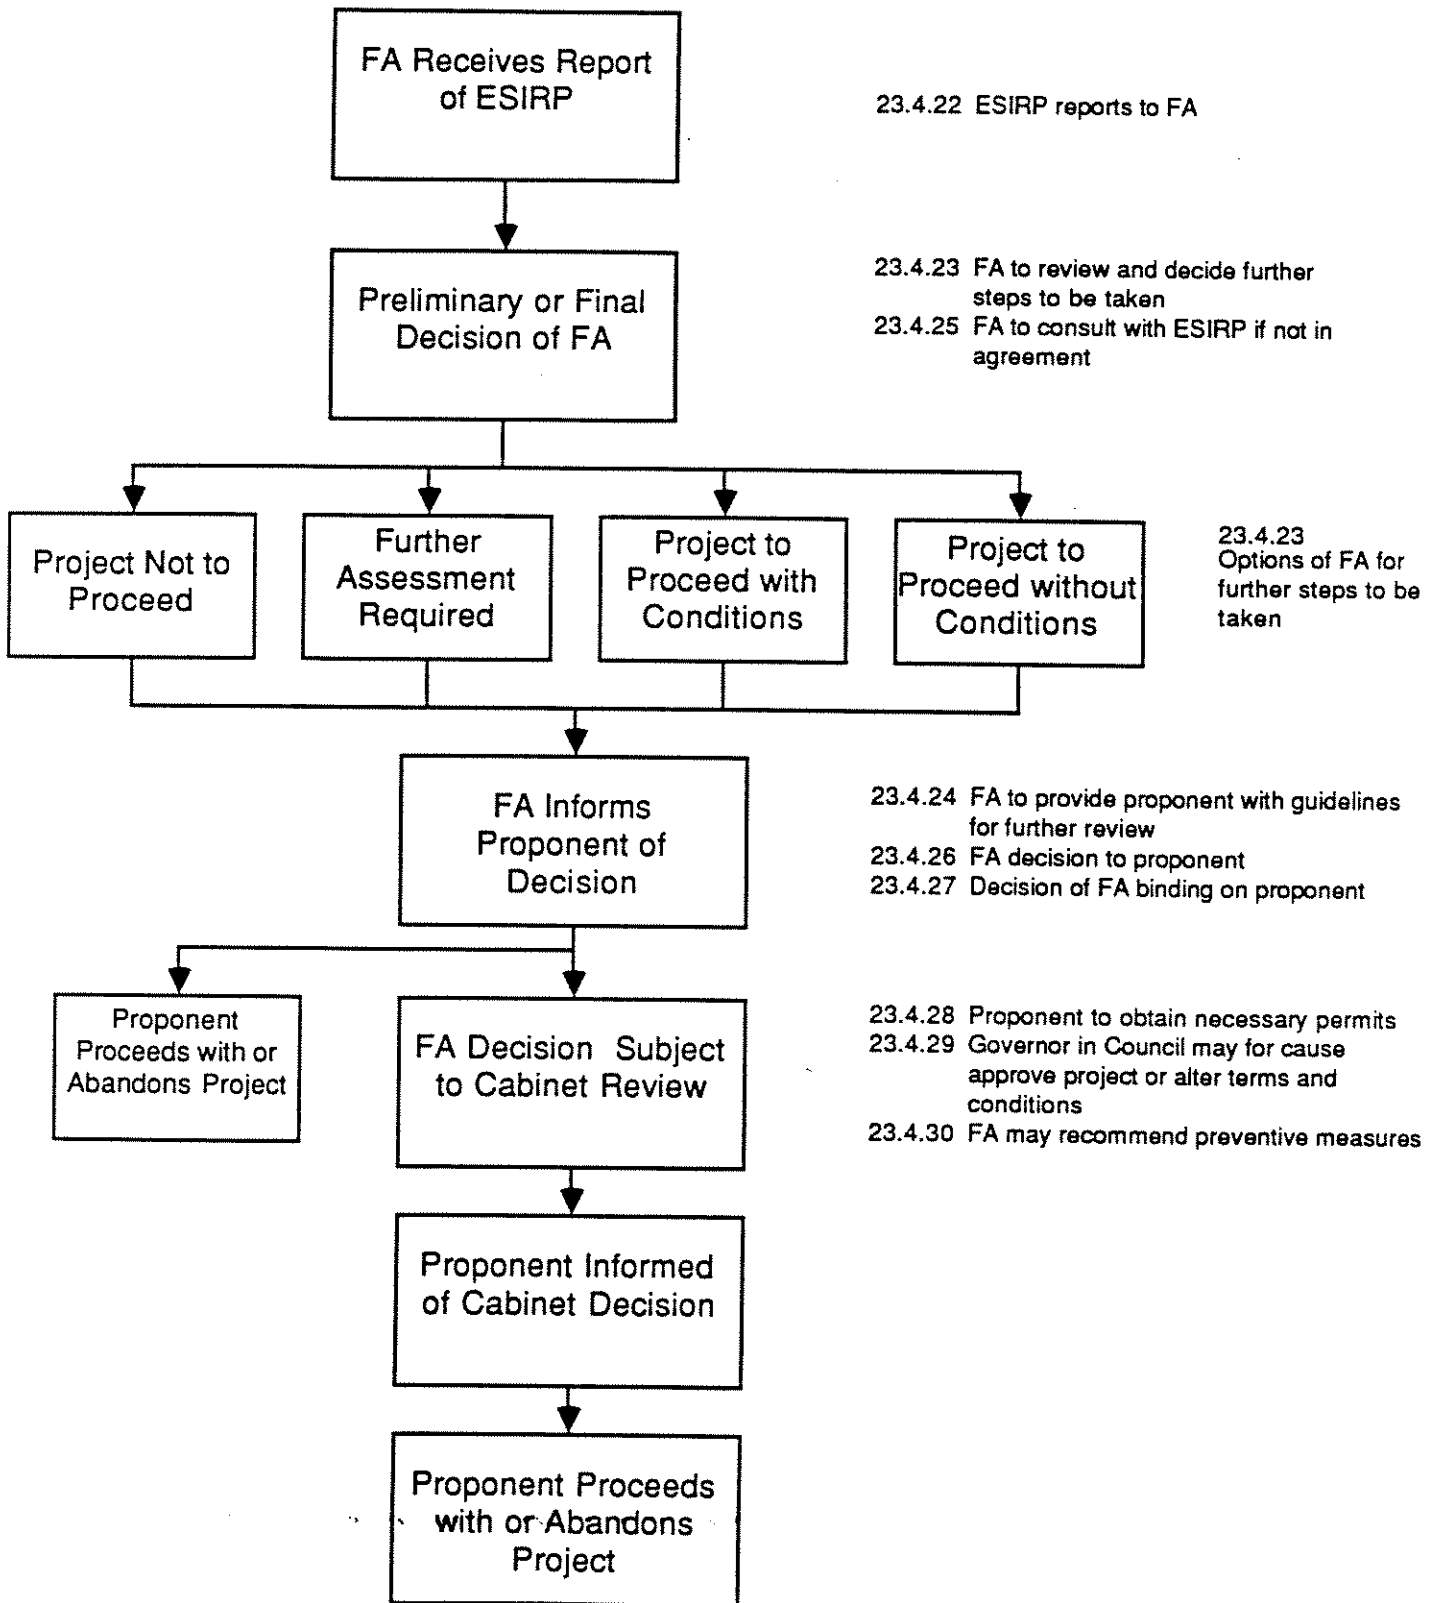 FA Receives Report
of ESIRP
23.4.22 ESIRP reports to FA
Preliminary or Final
Decision of FA
23.4.23 FA to review and decide further
steps to be taken
23.4.25 FA to consult with ESIRP if not in
agreement
Project Not to
Proceed
Further
Assessment
Required
Project to
Proceed with
Conditions
Project to
Proceed without
Conditions
23.4.23
Options of FA for
further steps to be
taken
FA Informs
Proponent of
Decision
23.4.24 FA to provide proponent with guidelines
for further review
23.4.26 FA decision to proponent
23.4.27 Decision of FA binding on proponent
Proponent
Proceeds with or
Abandons Project
FA Decision Subject
to Cabinet Review
23.4.28 Proponent to obtain necessary permits
23.4.29 Governor in Council may for cause
approve project or alter terms and
conditions
23.4.30 FA may recommend preventive measures
Proponent Informed
of Cabinet Decision
Proponent Proceeds
with or Abandons
Project